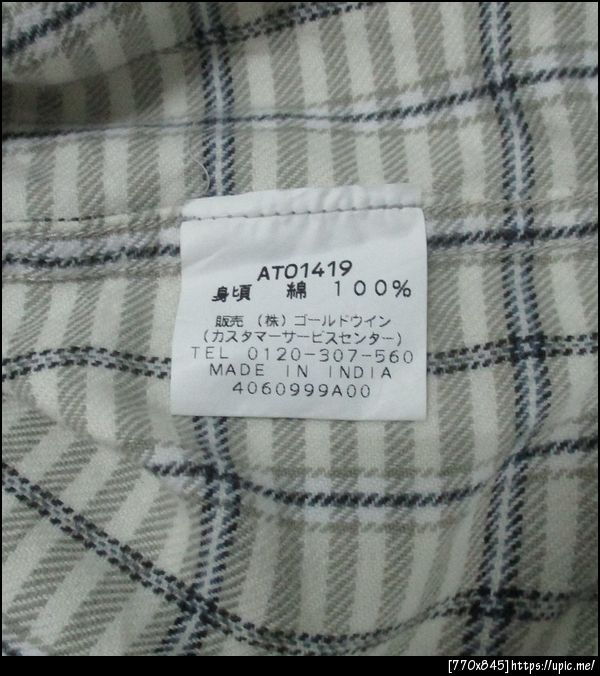 ATO1419
身頃 綿 100%
販売 (株) ゴールドウイン
(カスタマーサービスセンター)
TEL 0120-307-560
MADE IN INDIA
4060999A00
[770x845]https://upic.me/